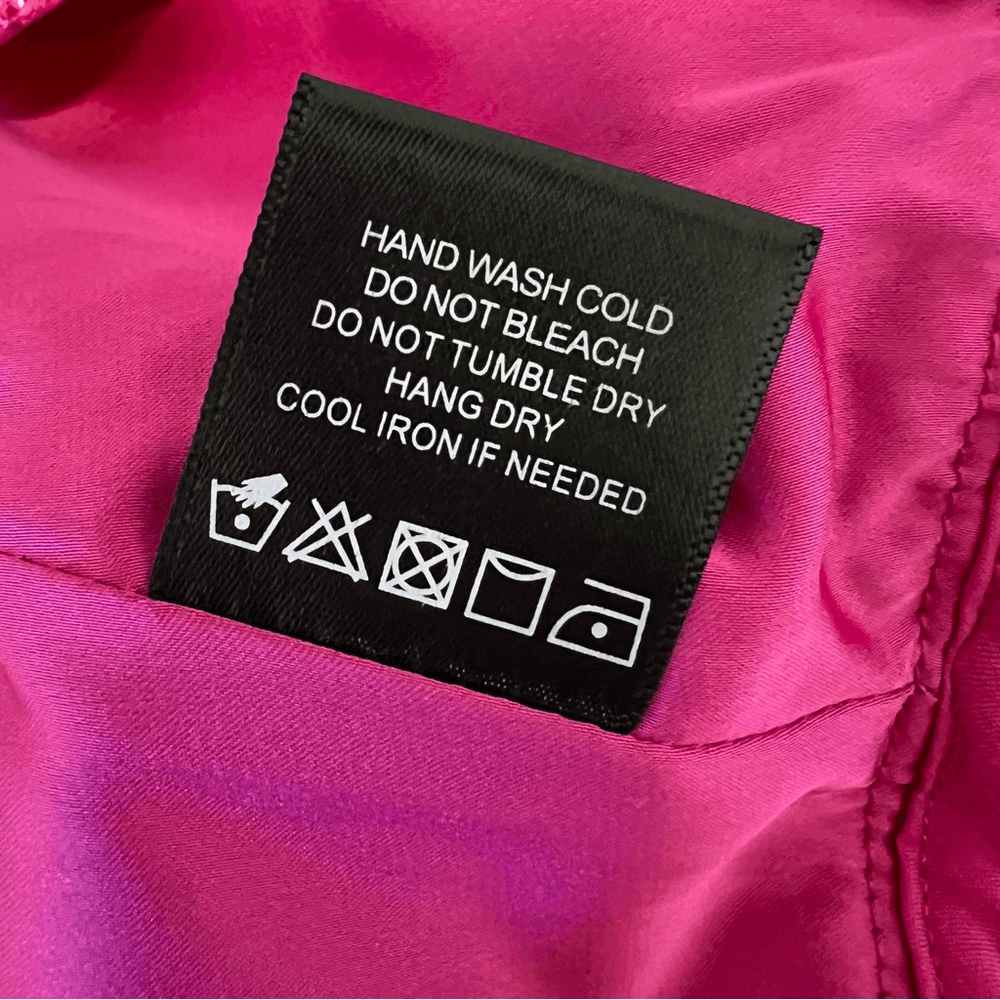 HAND WASH COLD
DO NOT BLEACH
DO NOT TUMBLE DRY
HANG DRY
COOL IRON IF NEEDED